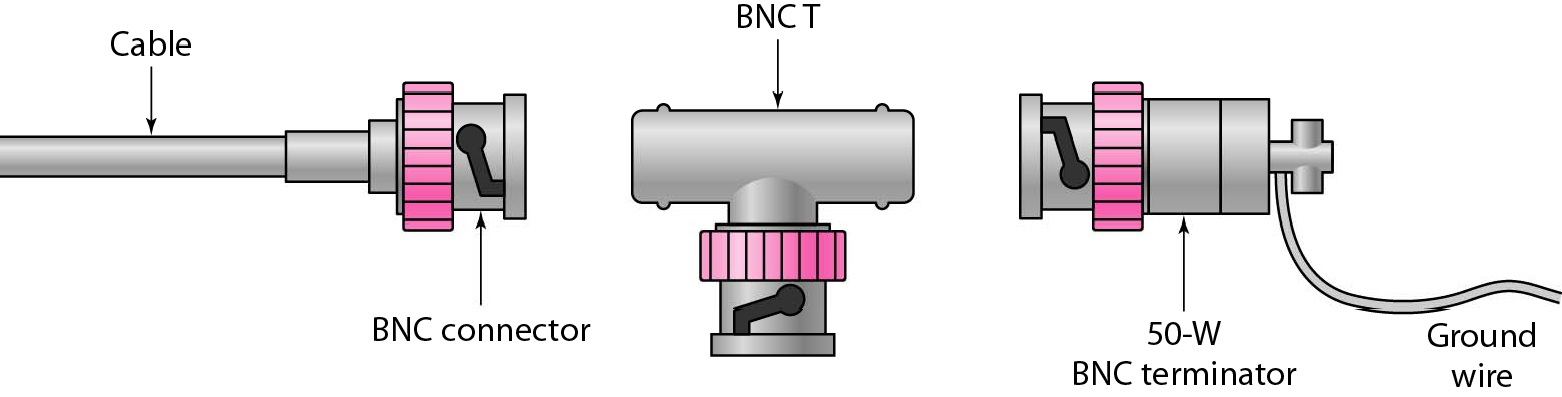 BNC T
Cable
BNC connector
50-W
BNC terminator
Ground
wire